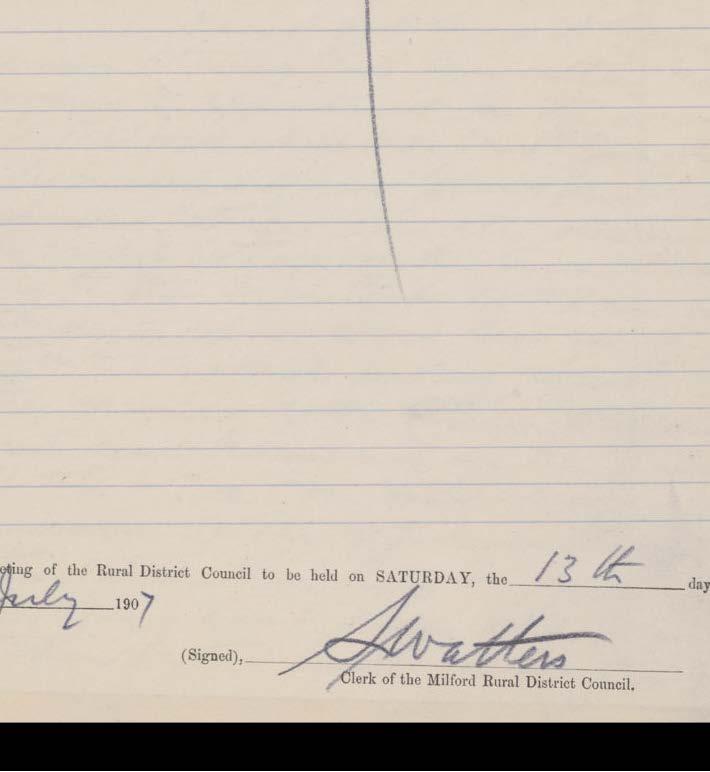 eting of the Rural District Council to be held on SATURDAY, the 13th day
July 1907
(Signed), S Watters
Clerk of the Milford Rural District Council.